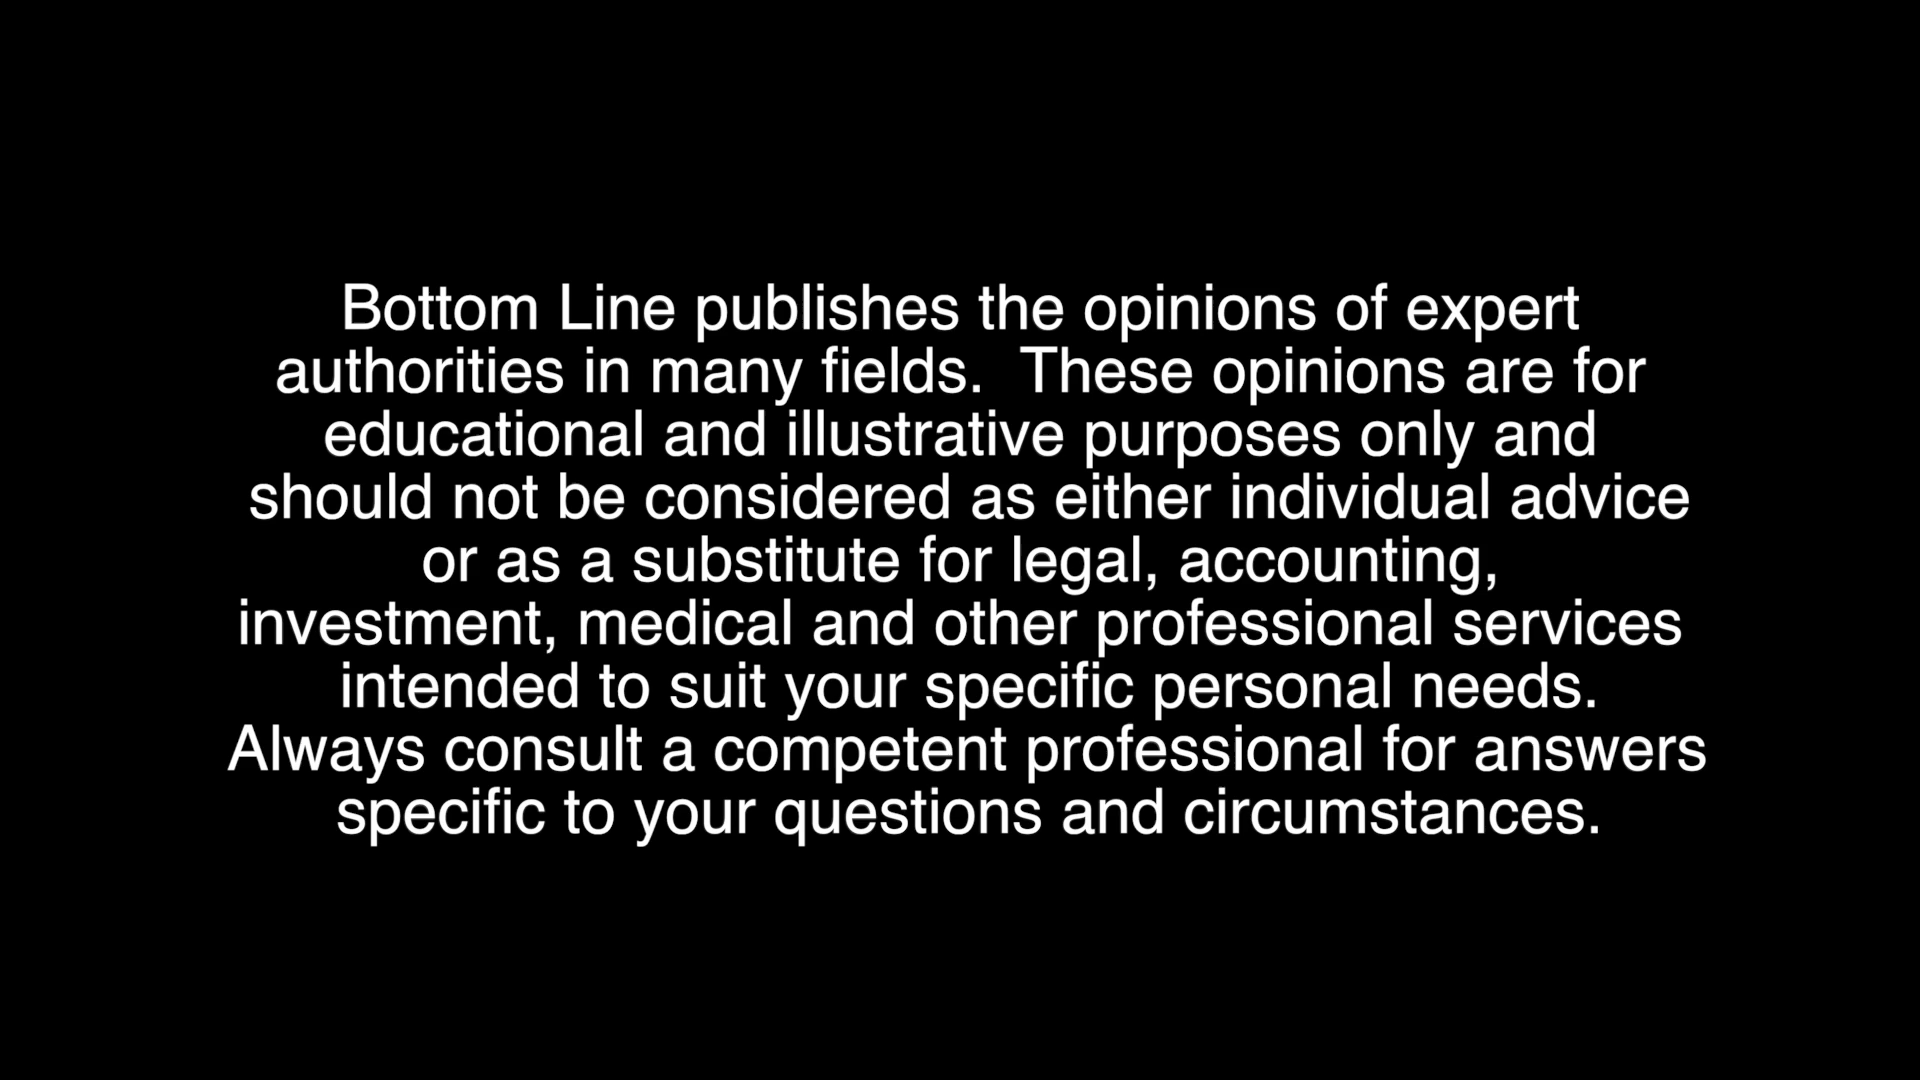 Bottom Line publishes the opinions of expert
authorities in many fields.  These opinions are for
educational and illustrative purposes only and
should not be considered as either individual advice
or as a substitute for legal, accounting,
investment, medical and other professional services
intended to suit your specific personal needs.
Always consult a competent professional for answers
specific to your questions and circumstances.